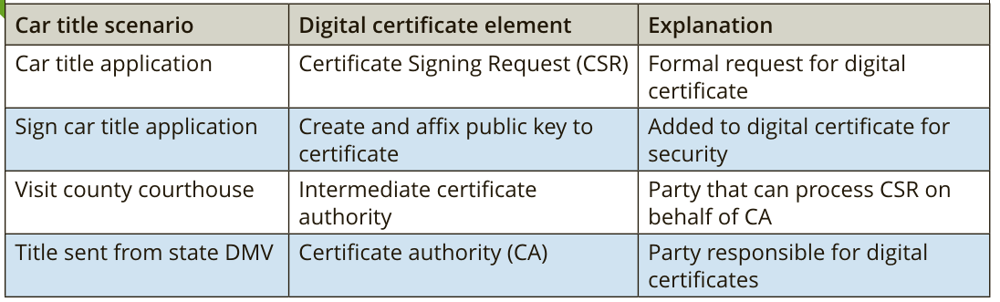 Car title scenario
Digital certificate element
Explanation
Car title application
Certificate Signing Request (CSR)
Formal request for digital
certificate
Sign car title application
Create and affix public key to
certificate
Added to digital certificate for
security
Visit county courthouse
Intermediate certificate
authority
Party that can process CSR on
behalf of CA
Title sent from state DMV
Certificate authority (CA)
Party responsible for digital
certificates